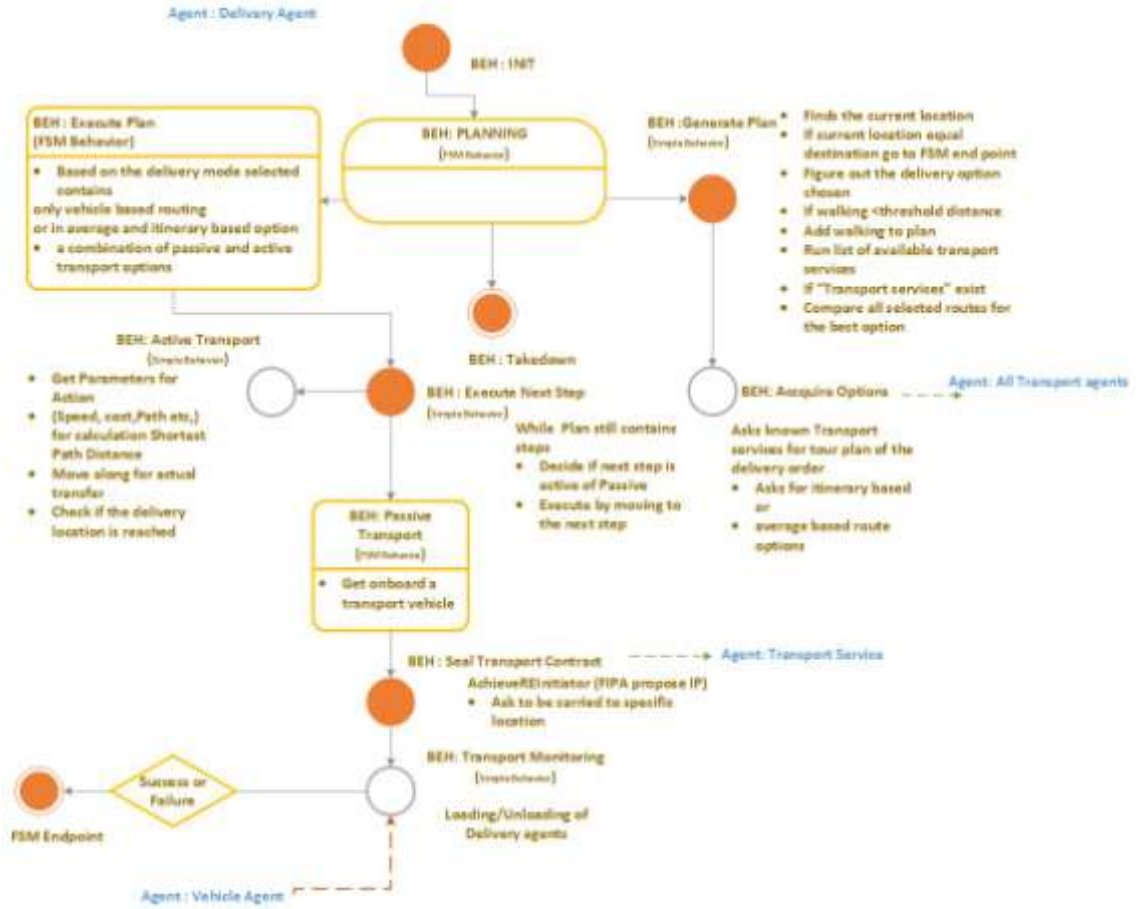 Agent : Delivery Agent
BEH : INIT
BEH : Execute Plan
(FSM Behavior)
• Based on the delivery mode selected
contains
only vehicle based routing
or in average and itinerary based option
• a combination of passive and active
transport options
BEH: PLANNING
(FSM Behavior)
BEH :Generate Plan
(Simple Behavior)
• Finds the current location
• If current location equal
destination go to FSM end point
• Figure out the delivery option
chosen
• If walking <threshold distance
• Add walking to plan
• Run list of available transport
services
• If "Transport services" exist
• Compare all selected routes for
the best option
BEH : Takedown
BEH: Active Transport
(Simple Behavior)
• Get Parameters for
Action
• (Speed, cost,Path etc,)
for calculation Shortest
Path Distance
• Move along for actual
transfer
• Check if the delivery
location is reached
BEH : Execute Next Step
(Simple Behavior)
While Plan still contains
steps
• Decide if next step is
active of Passive
• Execute by moving to
the next step
BEH: Aacquire Options
Agent: All Transport agents
Asks known Transport
services for tour plan of the
delivery order
• Asks for itinerary based
or
• average based route
options
BEH: Passive
Transport
(FSM Behavior)
• Get onboard a
transport vehicle
BEH : Seal Transport Contract
Agent: Transport Service
AchieveREInitiator (FIPA propose IP)
• Ask to be carried to specific
location
BEH: Transport Monitoring
(Simple Behavior)
Loading/Unloading of
Delivery agents
Success or
Failure
FSM Endpoint
Agent : Vehicle Agent